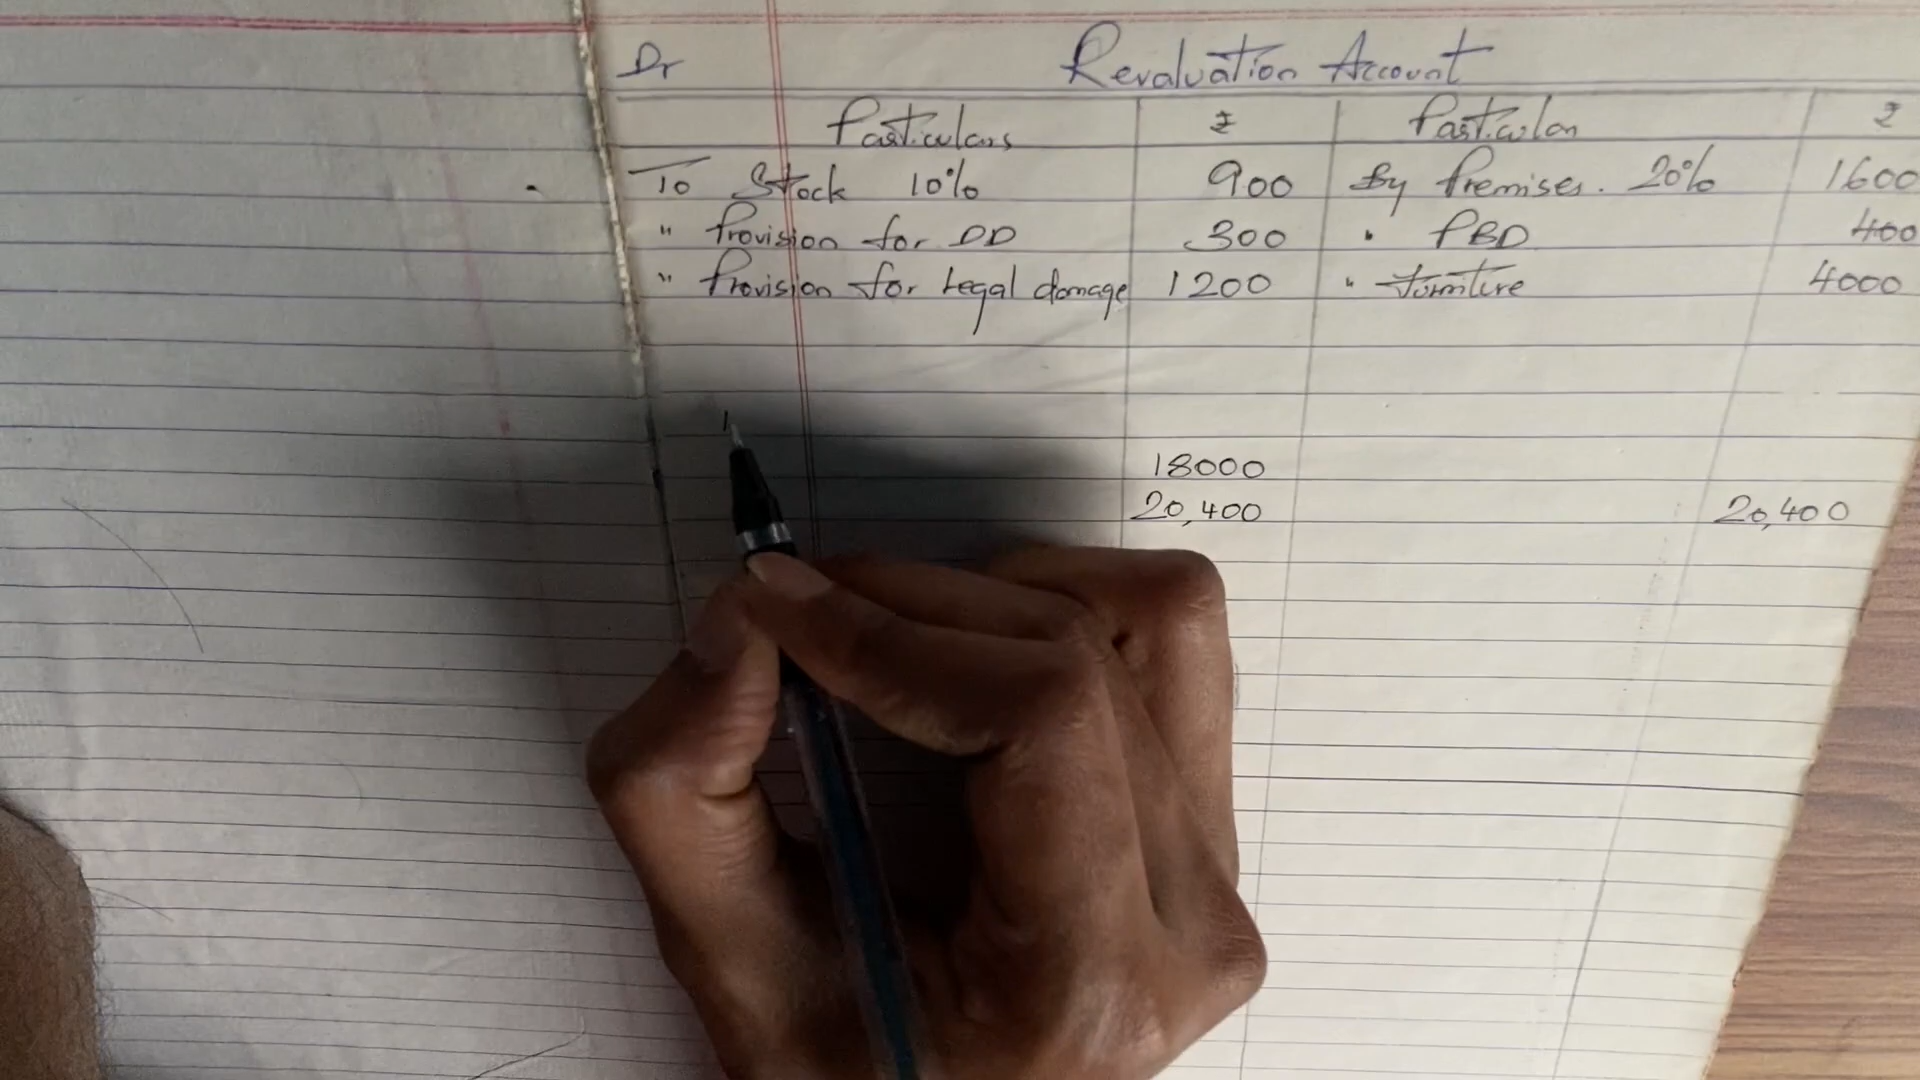 Dr Revaluation Account
Particulars ₹ Particulars ₹
To Stock 10% 900 By Premises. 20% 1600
" Provision for DD 300 " PBD 400
" Provision for Legal damage 1200 " furniture 4000
18000
20,400 20,400